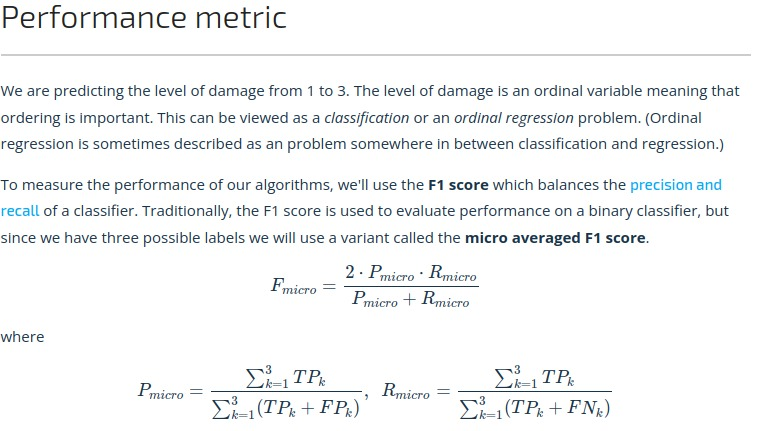 Performance metric
We are predicting the level of damage from 1 to 3. The level of damage is an ordinal variable meaning that
ordering is important. This can be viewed as a classification or an ordinal regression problem. (Ordinal
regression is sometimes described as an problem somewhere in between classification and regression.)
To measure the performance of our algorithms, we'll use the F1 score which balances the precision and
recall of a classifier. Traditionally, the F1 score is used to evaluate performance on a binary classifier, but
since we have three possible labels we will use a variant called the micro averaged F1 score.
$F_{micro} = \frac{2 \cdot P_{micro} \cdot R_{micro}}{P_{micro} + R_{micro}}$
where
$P_{micro} = \frac{\sum_{k=1}^{3} TP_k}{\sum_{k=1}^{3} (TP_k + FP_k)}, \; R_{micro} = \frac{\sum_{k=1}^{3} TP_k}{\sum_{k=1}^{3} (TP_k + FN_k)}$